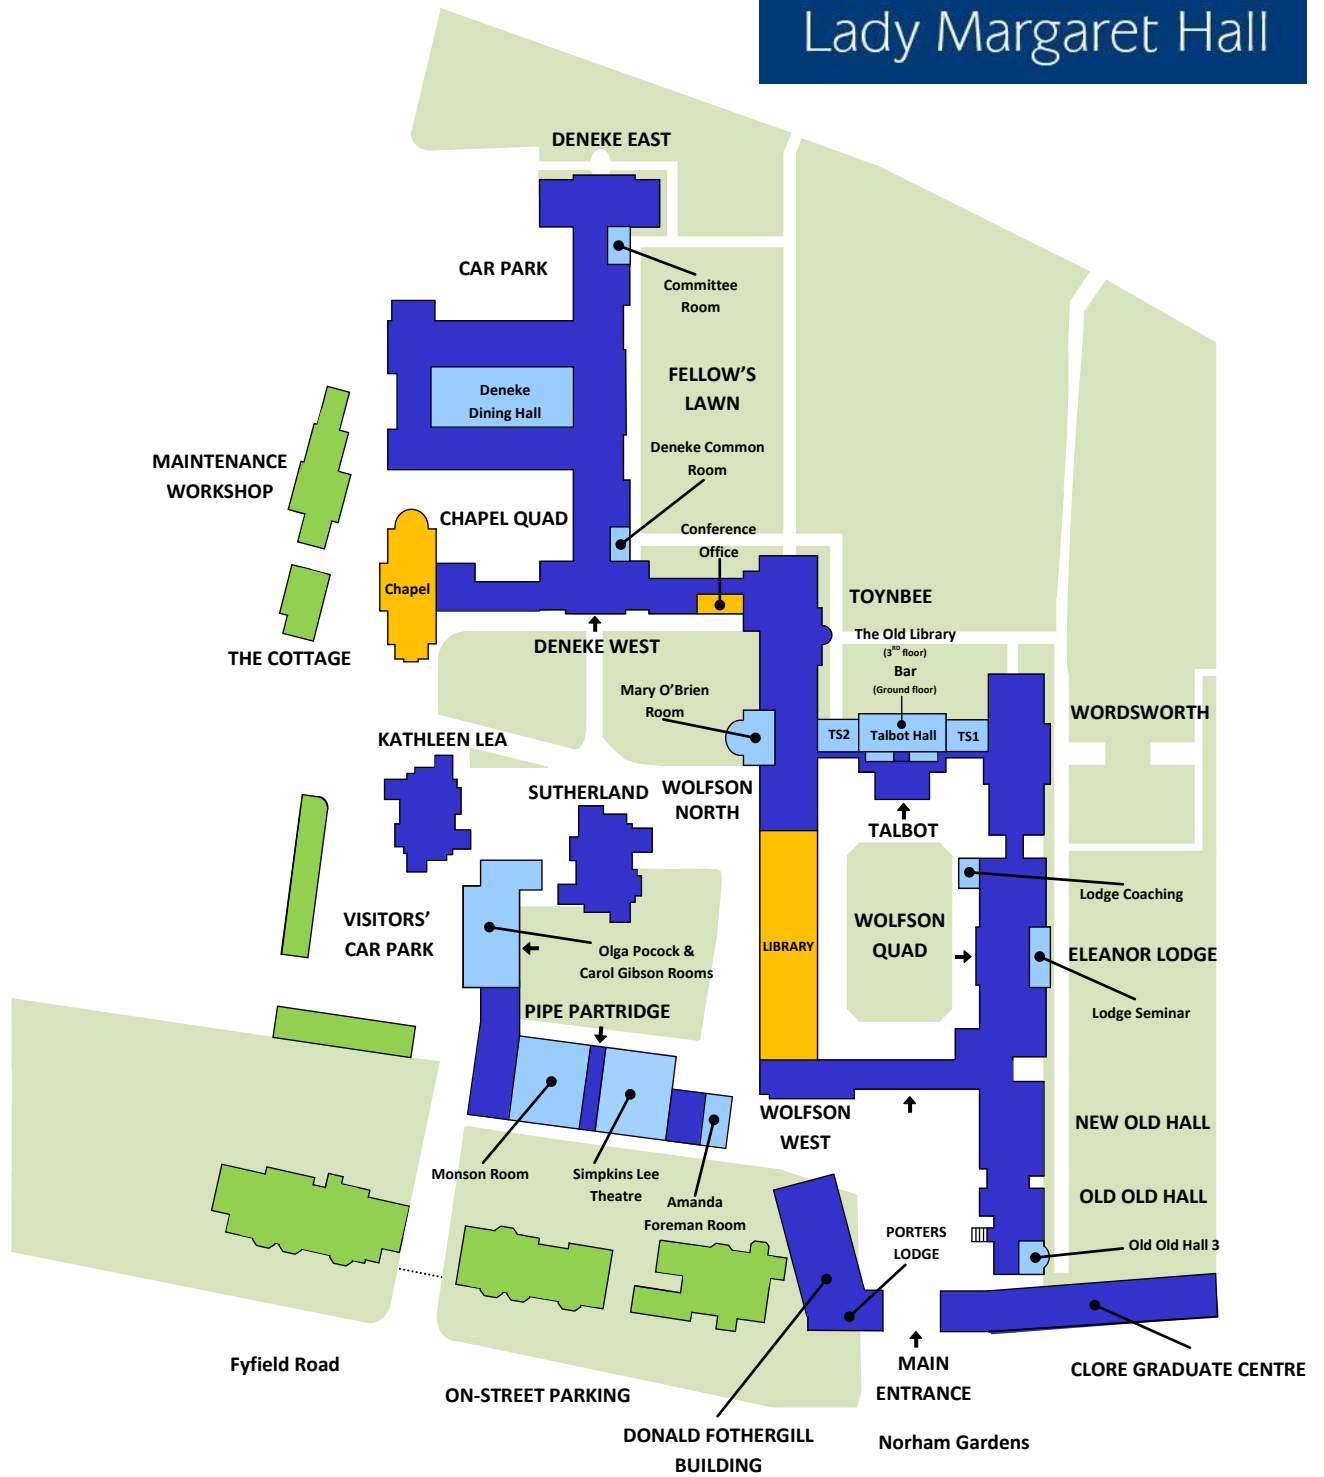 Lady Margaret Hall
DENEKE EAST
CAR PARK
Committee
Room
FELLOW'S
LAWN
Deneke
Dining Hall
Deneke Common
Room
MAINTENANCE
WORKSHOP
CHAPEL QUAD
Conference
Office
Chapel
TOYNBEE
THE COTTAGE
DENEKE WEST
The Old Library
(3RD floor)
Bar
(Ground floor)
Mary O'Brien
Room
WORDSWORTH
TS2
Talbot Hall
TS1
KATHLEEN LEA
SUTHERLAND
WOLFSON
NORTH
TALBOT
Lodge Coaching
VISITORS'
CAR PARK
WOLFSON
QUAD
LIBRARY
Olga Pocock &
Carol Gibson Rooms
ELEANOR LODGE
PIPE PARTRIDGE
Lodge Seminar
WOLFSON
WEST
NEW OLD HALL
Monson Room
Simpkins Lee
Theatre
Amanda
Foreman Room
OLD OLD HALL
PORTERS
LODGE
Old Old Hall 3
Fyfield Road
MAIN
ENTRANCE
CLORE GRADUATE CENTRE
ON-STREET PARKING
DONALD FOTHERGILL
BUILDING
Norham Gardens